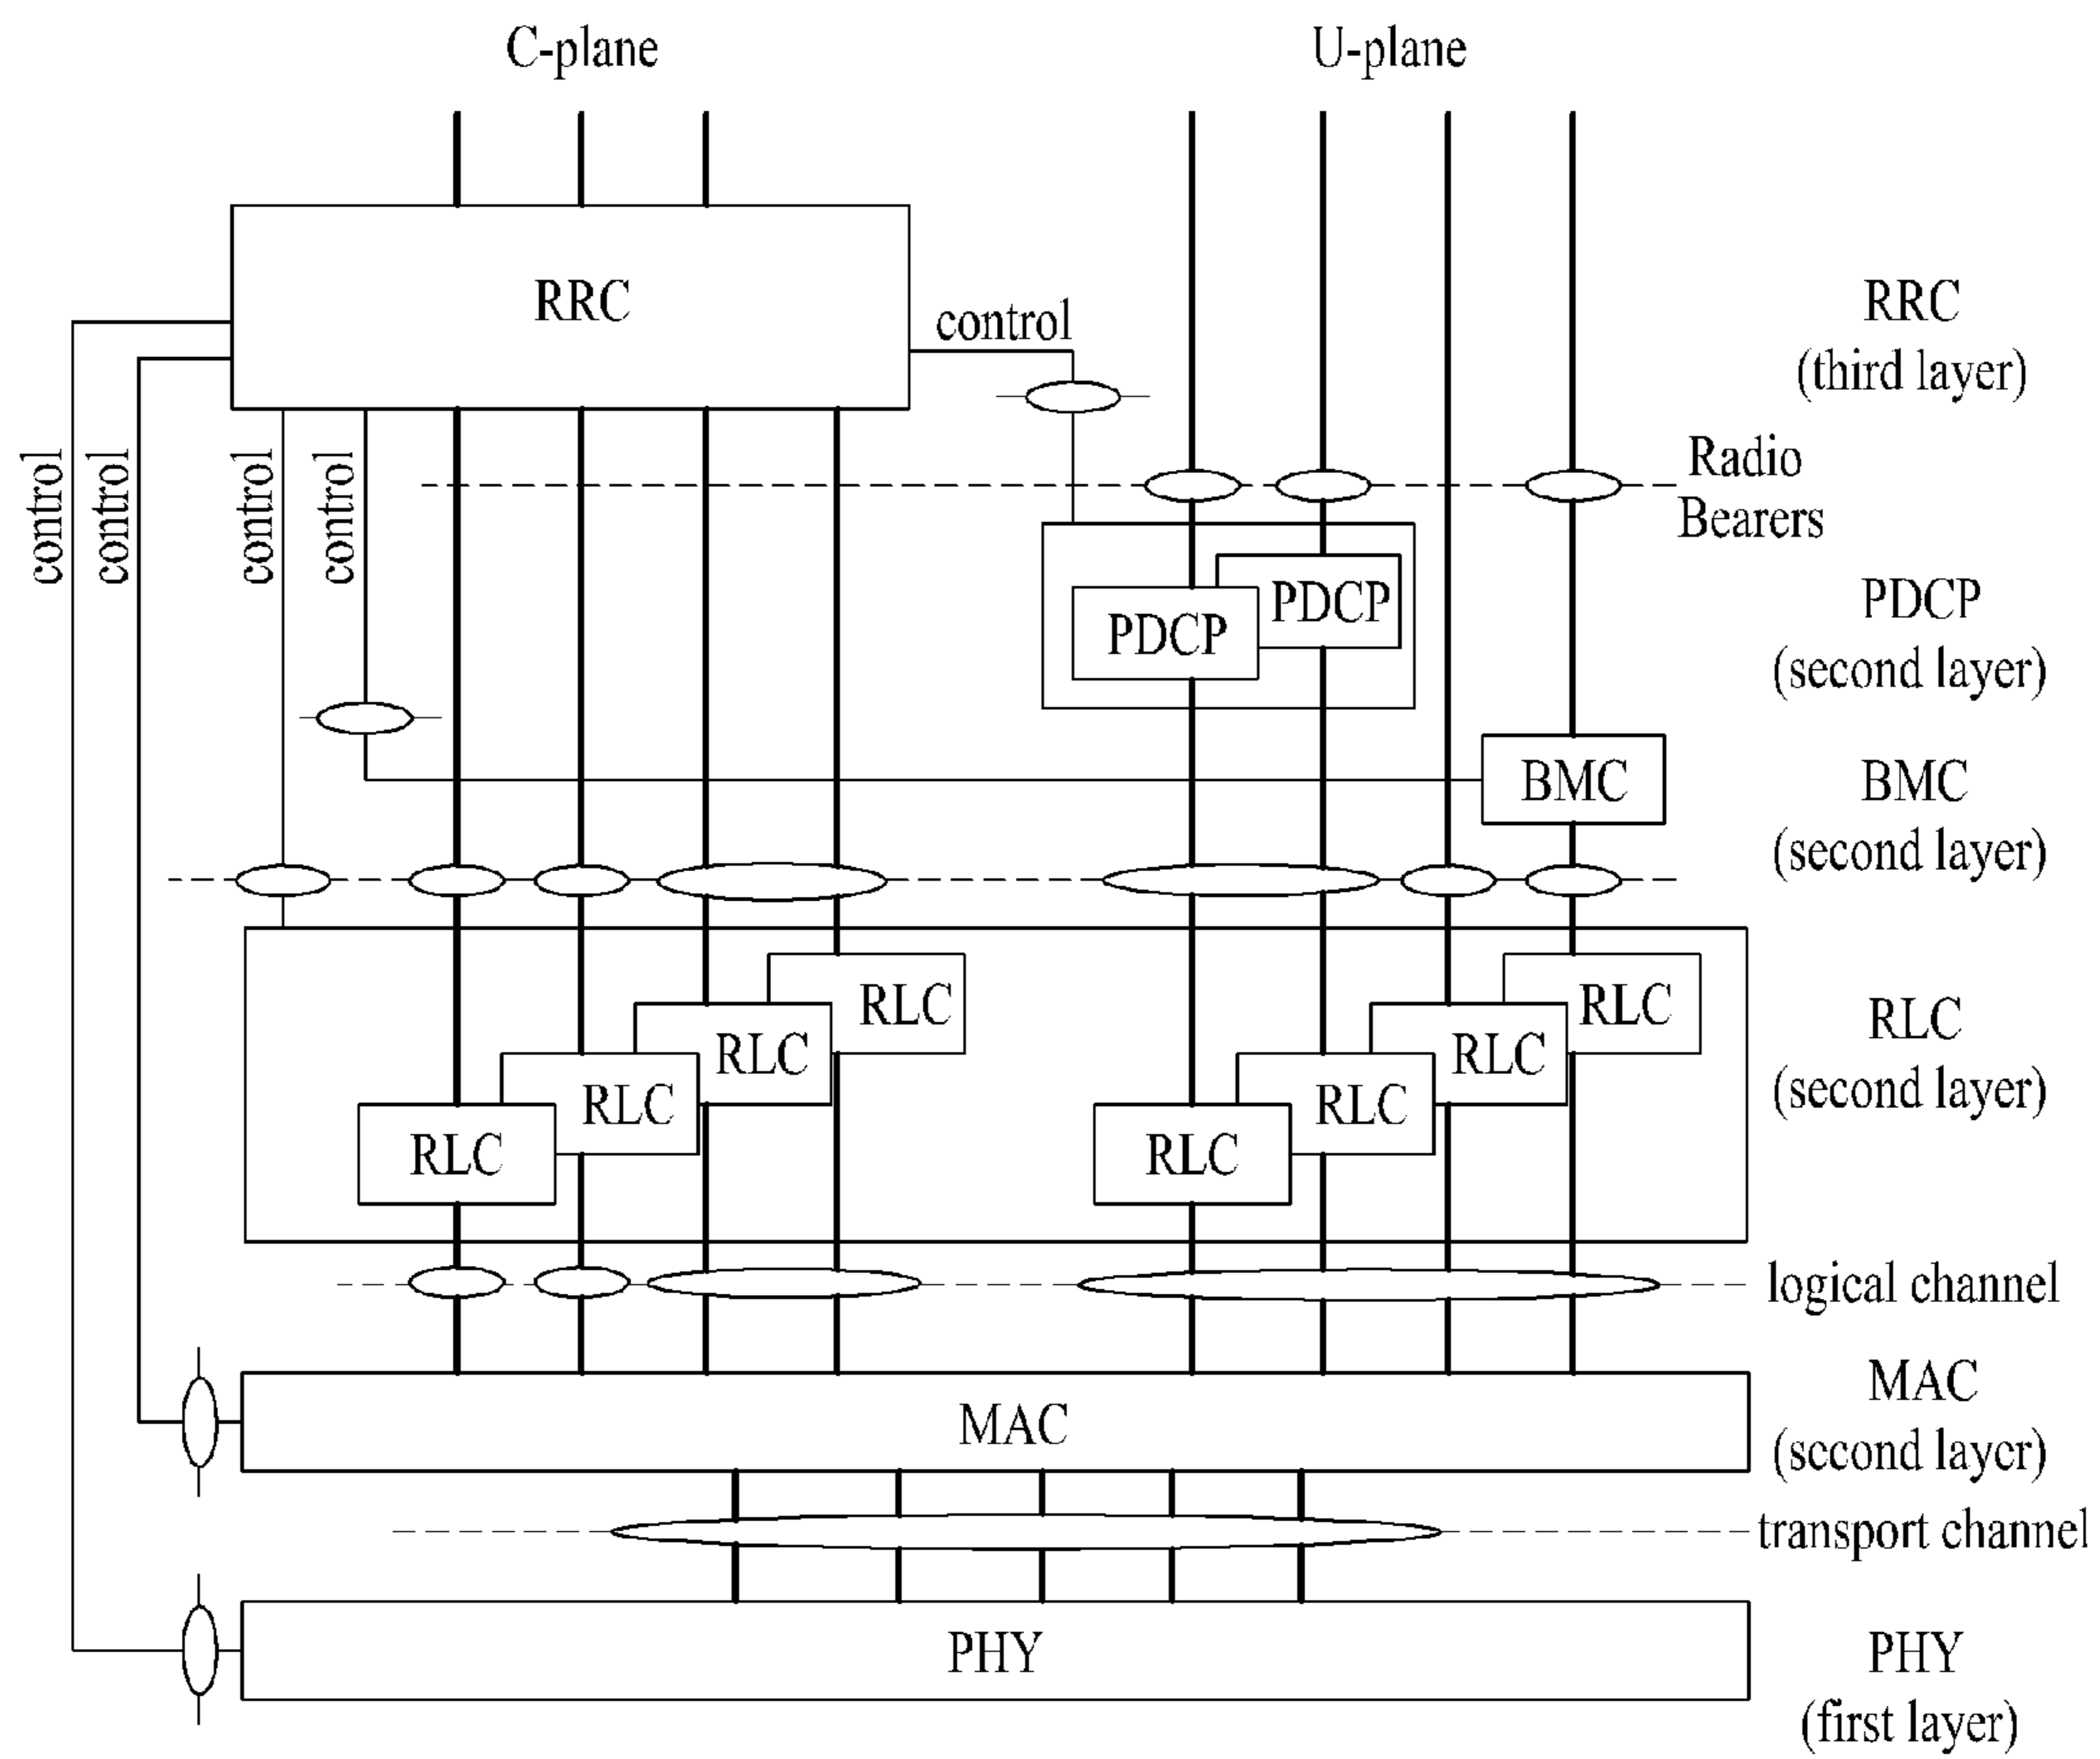 C-plane
U-plane
RRC
control
RRC
(third layer)
control
control
control
control
Radio
Bearers
PDCP
PDCP
PDCP
(second layer)
BMC
BMC
(second layer)
RLC
RLC
RLC
RLC
RLC
RLC
RLC
RLC
RLC
(second layer)
logical channel
MAC
MAC
(second layer)
transport channel
PHY
PHY
(first layer)